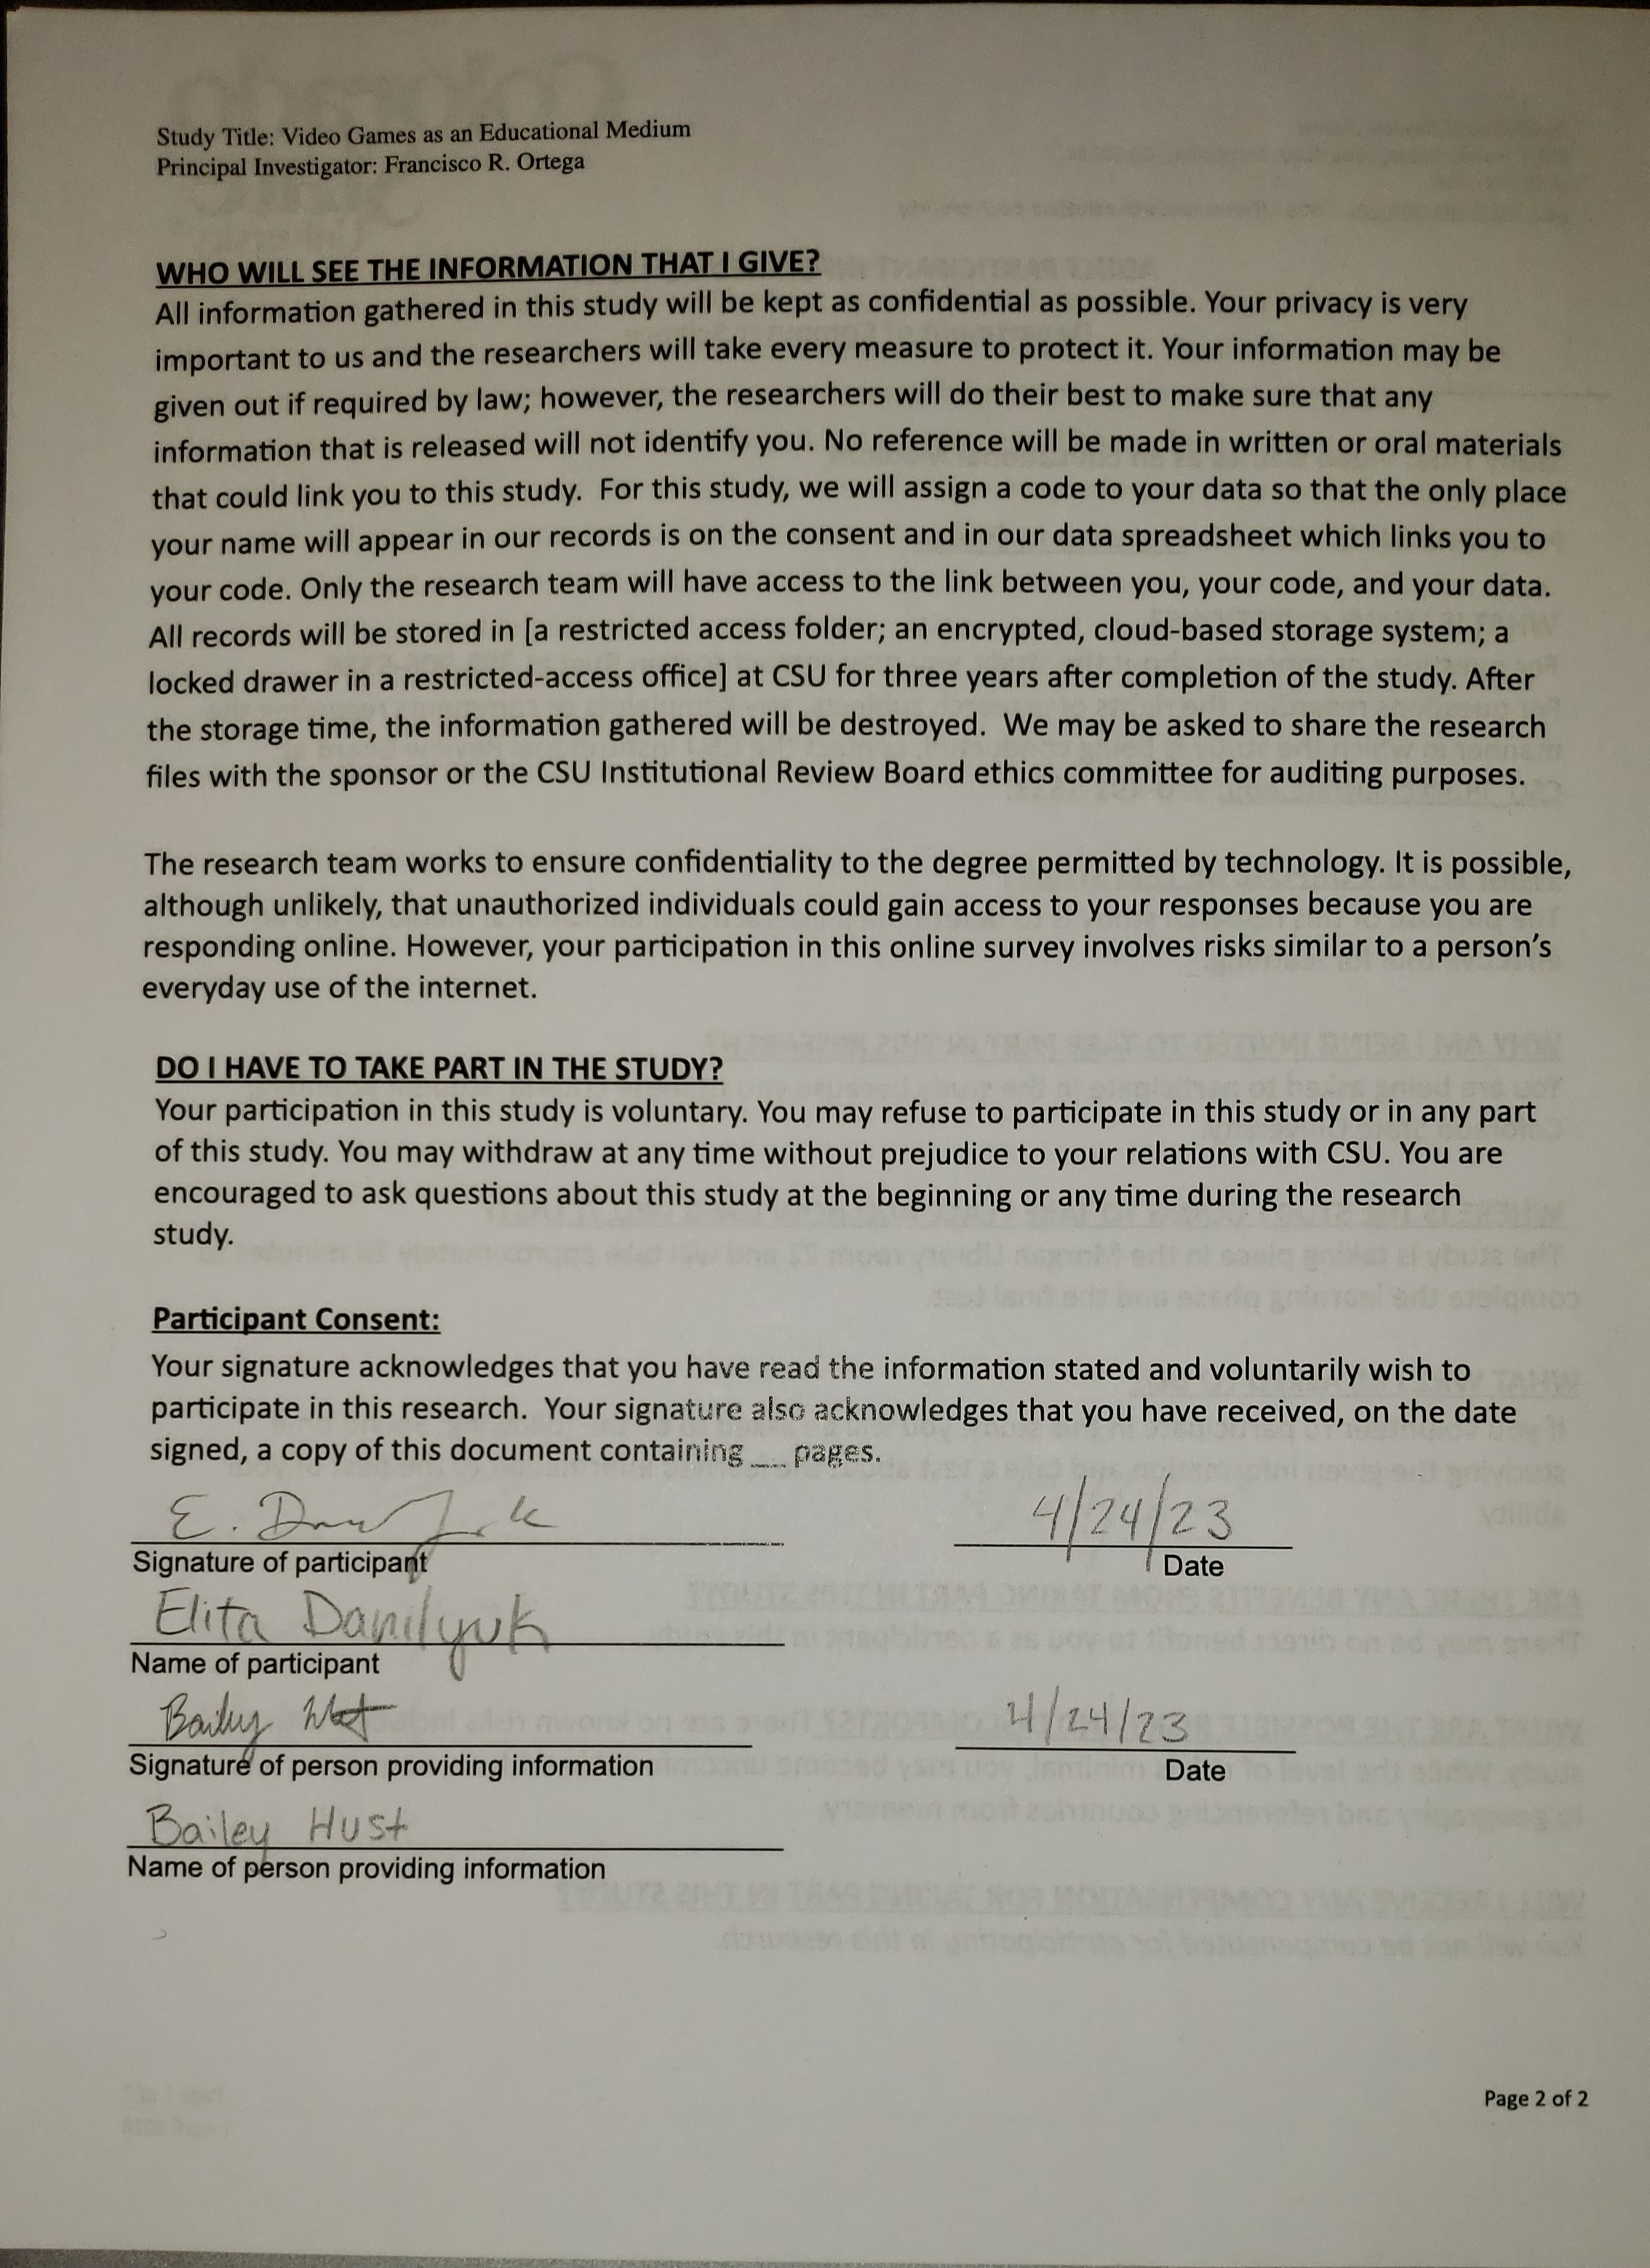 Study Title: Video Games as an Educational Medium
Principal Investigator: Francisco R. Ortega
WHO WILL SEE THE INFORMATION THAT I GIVE?
All information gathered in this study will be kept as confidential as possible. Your privacy is very
important to us and the researchers will take every measure to protect it. Your information may be
given out if required by law; however, the researchers will do their best to make sure that any
information that is released will not identify you. No reference will be made in written or oral materials
that could link you to this study.  For this study, we will assign a code to your data so that the only place
your name will appear in our records is on the consent and in our data spreadsheet which links you to
your code. Only the research team will have access to the link between you, your code, and your data.
All records will be stored in [a restricted access folder; an encrypted, cloud-based storage system; a
locked drawer in a restricted-access office] at CSU for three years after completion of the study. After
the storage time, the information gathered will be destroyed.  We may be asked to share the research
files with the sponsor or the CSU Institutional Review Board ethics committee for auditing purposes.
The research team works to ensure confidentiality to the degree permitted by technology. It is possible,
although unlikely, that unauthorized individuals could gain access to your responses because you are
responding online. However, your participation in this online survey involves risks similar to a person's
everyday use of the internet.
DO I HAVE TO TAKE PART IN THE STUDY?
Your participation in this study is voluntary. You may refuse to participate in this study or in any part
of this study. You may withdraw at any time without prejudice to your relations with CSU. You are
encouraged to ask questions about this study at the beginning or any time during the research
study.
Participant Consent:
Your signature acknowledges that you have read the information stated and voluntarily wish to
participate in this research.  Your signature also acknowledges that you have received, on the date
signed, a copy of this document containing ___ pages.
E. 4/24/23
Signature of participant Date
Elita Danilyuk
Name of participant
Bailey 4/24/23
Signature of person providing information Date
Bailey Hust
Name of person providing information
Page 2 of 2